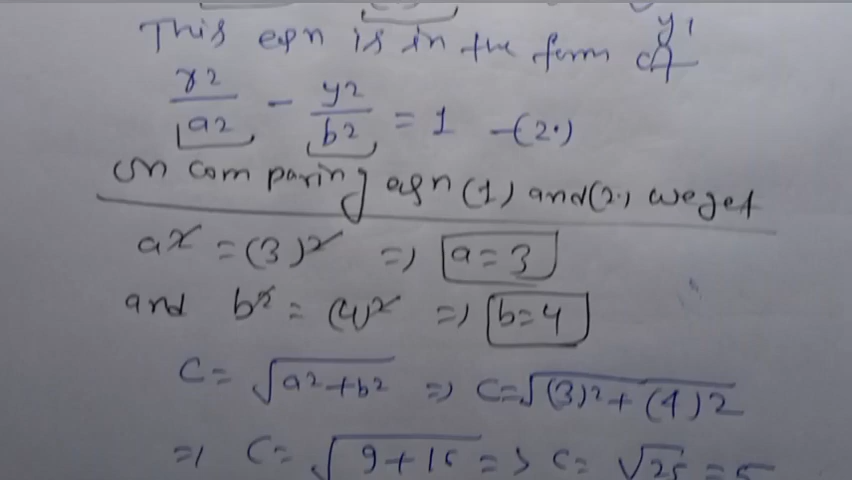 This eqn is in the form
x2/a2 - y2/b2 = 1 -(2.)
on comparing eqn (1) and (2.) we get
a2 = (3)2 => a=3
and b2 = (4)2 => b=4
C = √a2+b2 => C=√(3)2+(4)2
=) C= √9+16 => C= √25 = 5